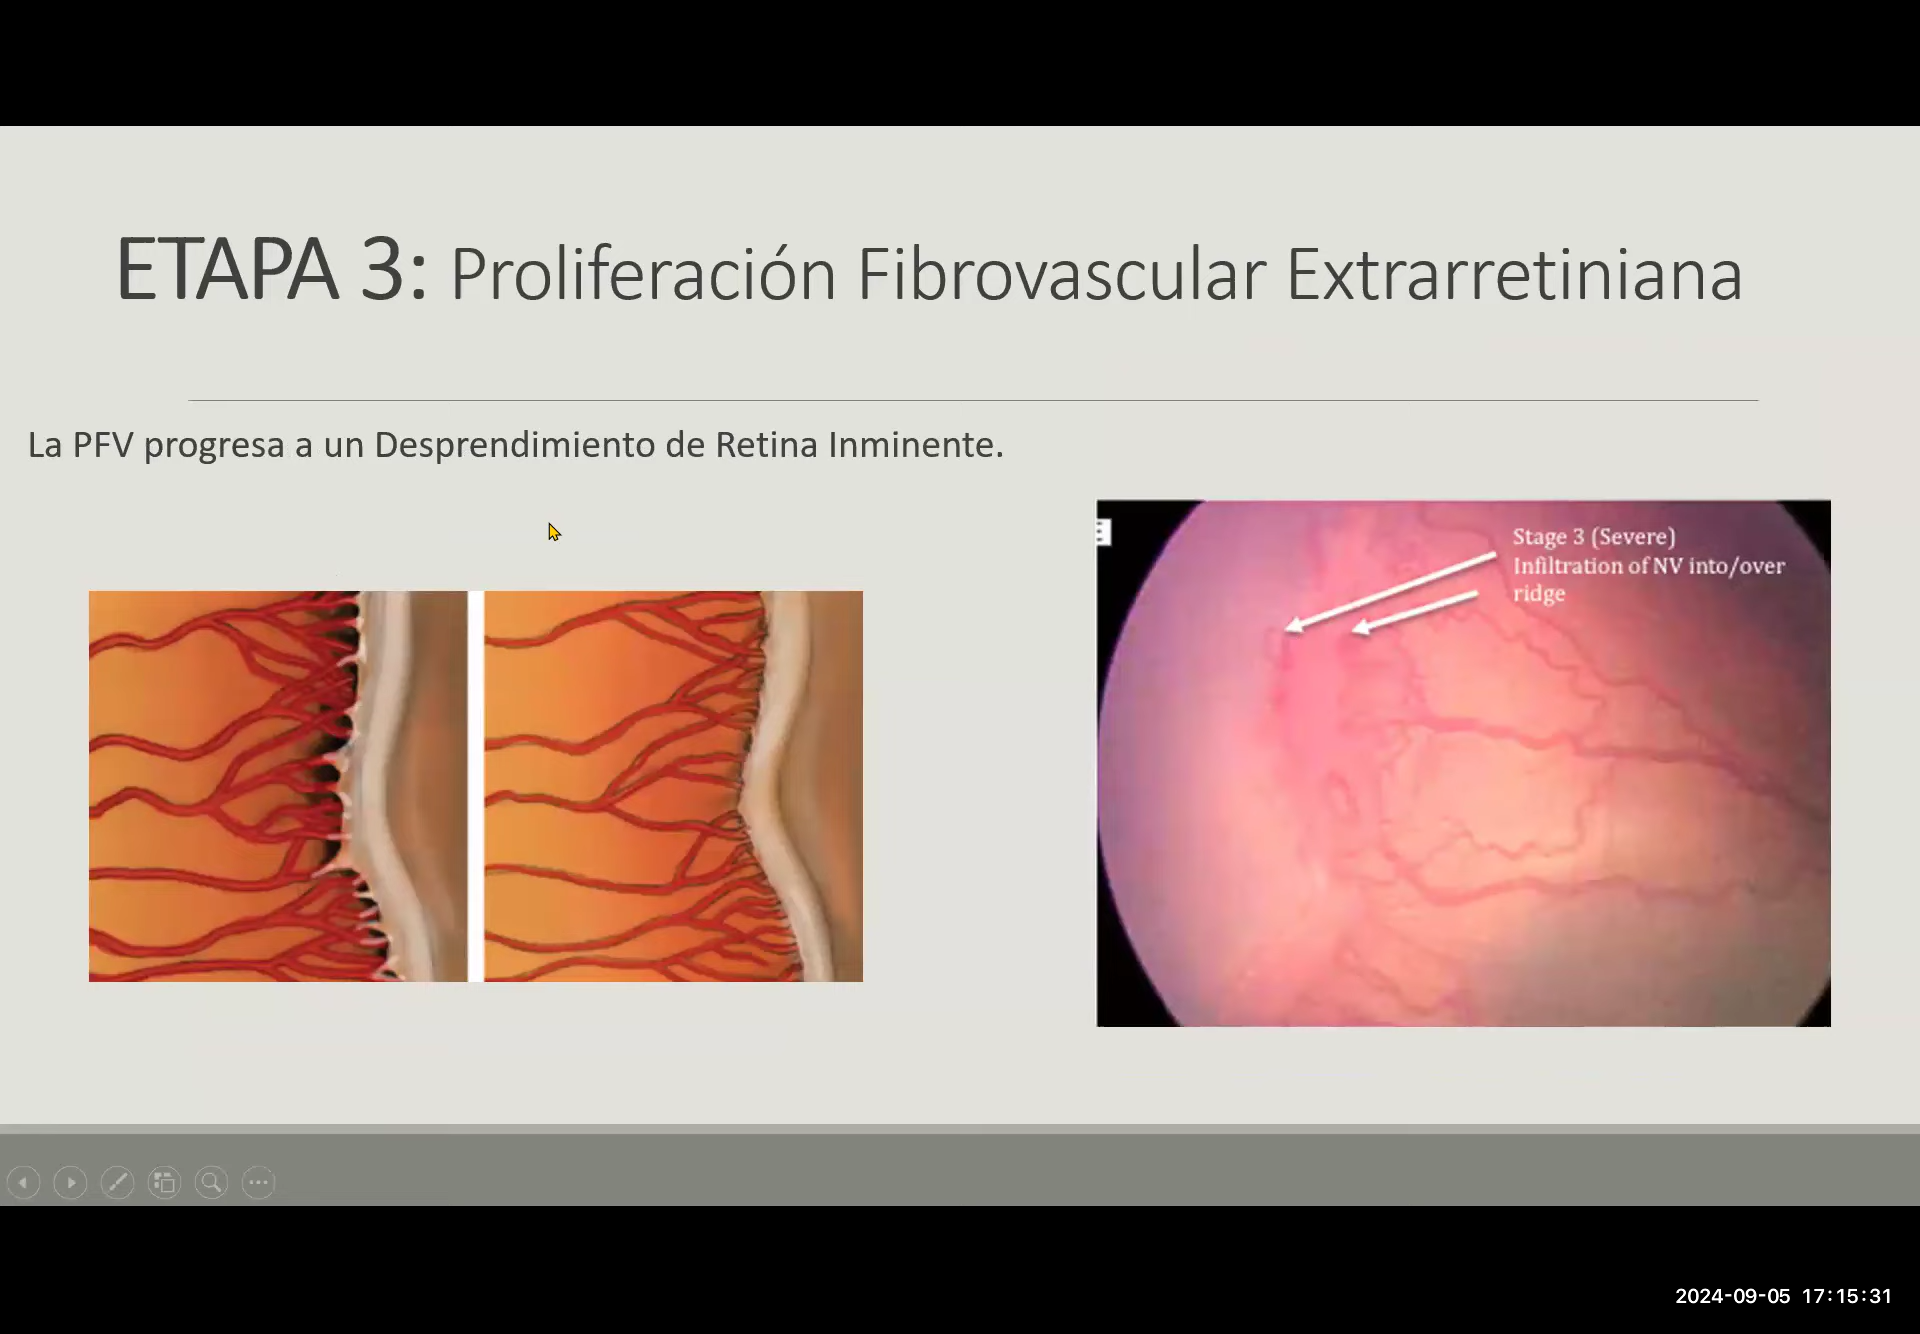 ETAPA 3: Proliferación Fibrovascular Extrarretiniana
La PFV progresa a un Desprendimiento de Retina Inminente.
Stage 3 (Severe)
Infiltration of NV into/over
ridge
2024-09-05 17:15:31